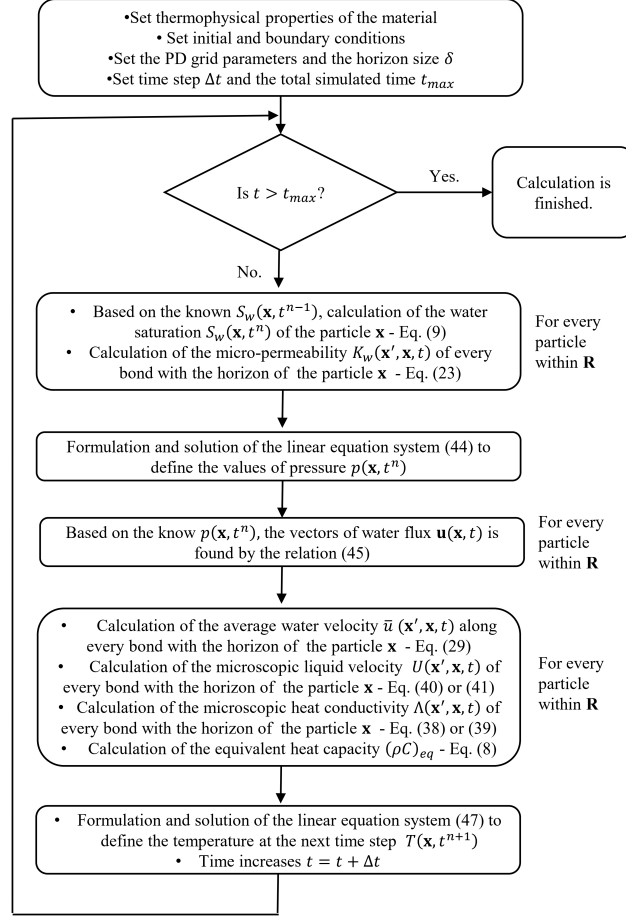 •Set thermophysical properties of the material
• Set initial and boundary conditions
•Set the PD grid parameters and the horizon size δ
•Set time step Δt and the total simulated time t_max
Is t > t_max?
Yes.
Calculation is
finished.
No.
• Based on the known S_w(x, t^{n−1}), calculation of the water
saturation S_w(x, t^n) of the particle x - Eq. (9)
• Calculation of the micro-permeability K_w(x′, x, t) of every
bond with the horizon of the particle x - Eq. (23)
For every
particle
within R
Formulation and solution of the linear equation system (44) to
define the values of pressure p(x, t^n)
Based on the know p(x, t^n), the vectors of water flux u(x, t) is
found by the relation (45)
For every
particle
within R
• Calculation of the average water velocity ū (x′, x, t) along
every bond with the horizon of the particle x - Eq. (29)
• Calculation of the microscopic liquid velocity U(x′, x, t) of
every bond with the horizon of the particle x - Eq. (40) or (41)
• Calculation of the microscopic heat conductivity Λ(x′, x, t) of
every bond with the horizon of the particle x - Eq. (38) or (39)
• Calculation of the equivalent heat capacity (ρC)_eq - Eq. (8)
For every
particle
within R
• Formulation and solution of the linear equation system (47) to
define the temperature at the next time step T(x, t^{n+1})
• Time increases t = t + Δt